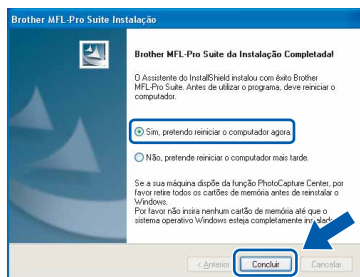 Brother MFL-Pro Suite Instalação
Brother MFL-Pro Suite da Instalação Completada!
O Assistente do InstallShield instalou com êxito Brother
MFL-Pro Suite. Antes de utilizar o programa, deve reiniciar o
computador.
Sim, pretendo reiniciar o computador agora.
Não, pretende reiniciar o computador mais tarde.
Se a sua máquina dispõe da função PhotoCapture Center, por
favor retire todos os cartões de memória antes de reinstalar o
Windows.
Por favor não insira nenhum cartão de memória até que o
sistema operativo Windows esteja completamente instalado.
< Anterior Concluir Cancelar